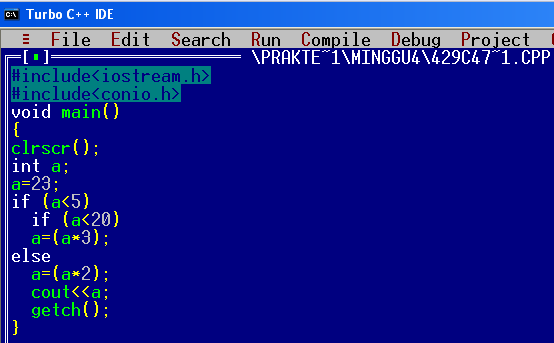 Turbo C++ IDE
≡ File Edit Search Run Compile Debug Project
[■] \PRAKTE~1\MINGGU4\429C47~1.CPP
#include<iostream.h>
#include<conio.h>
void main()
{
clrscr();
int a;
a=23;
if (a<5)
  if (a<20)
  a=(a*3);
else
  a=(a*2);
  cout<<a;
  getch();
}